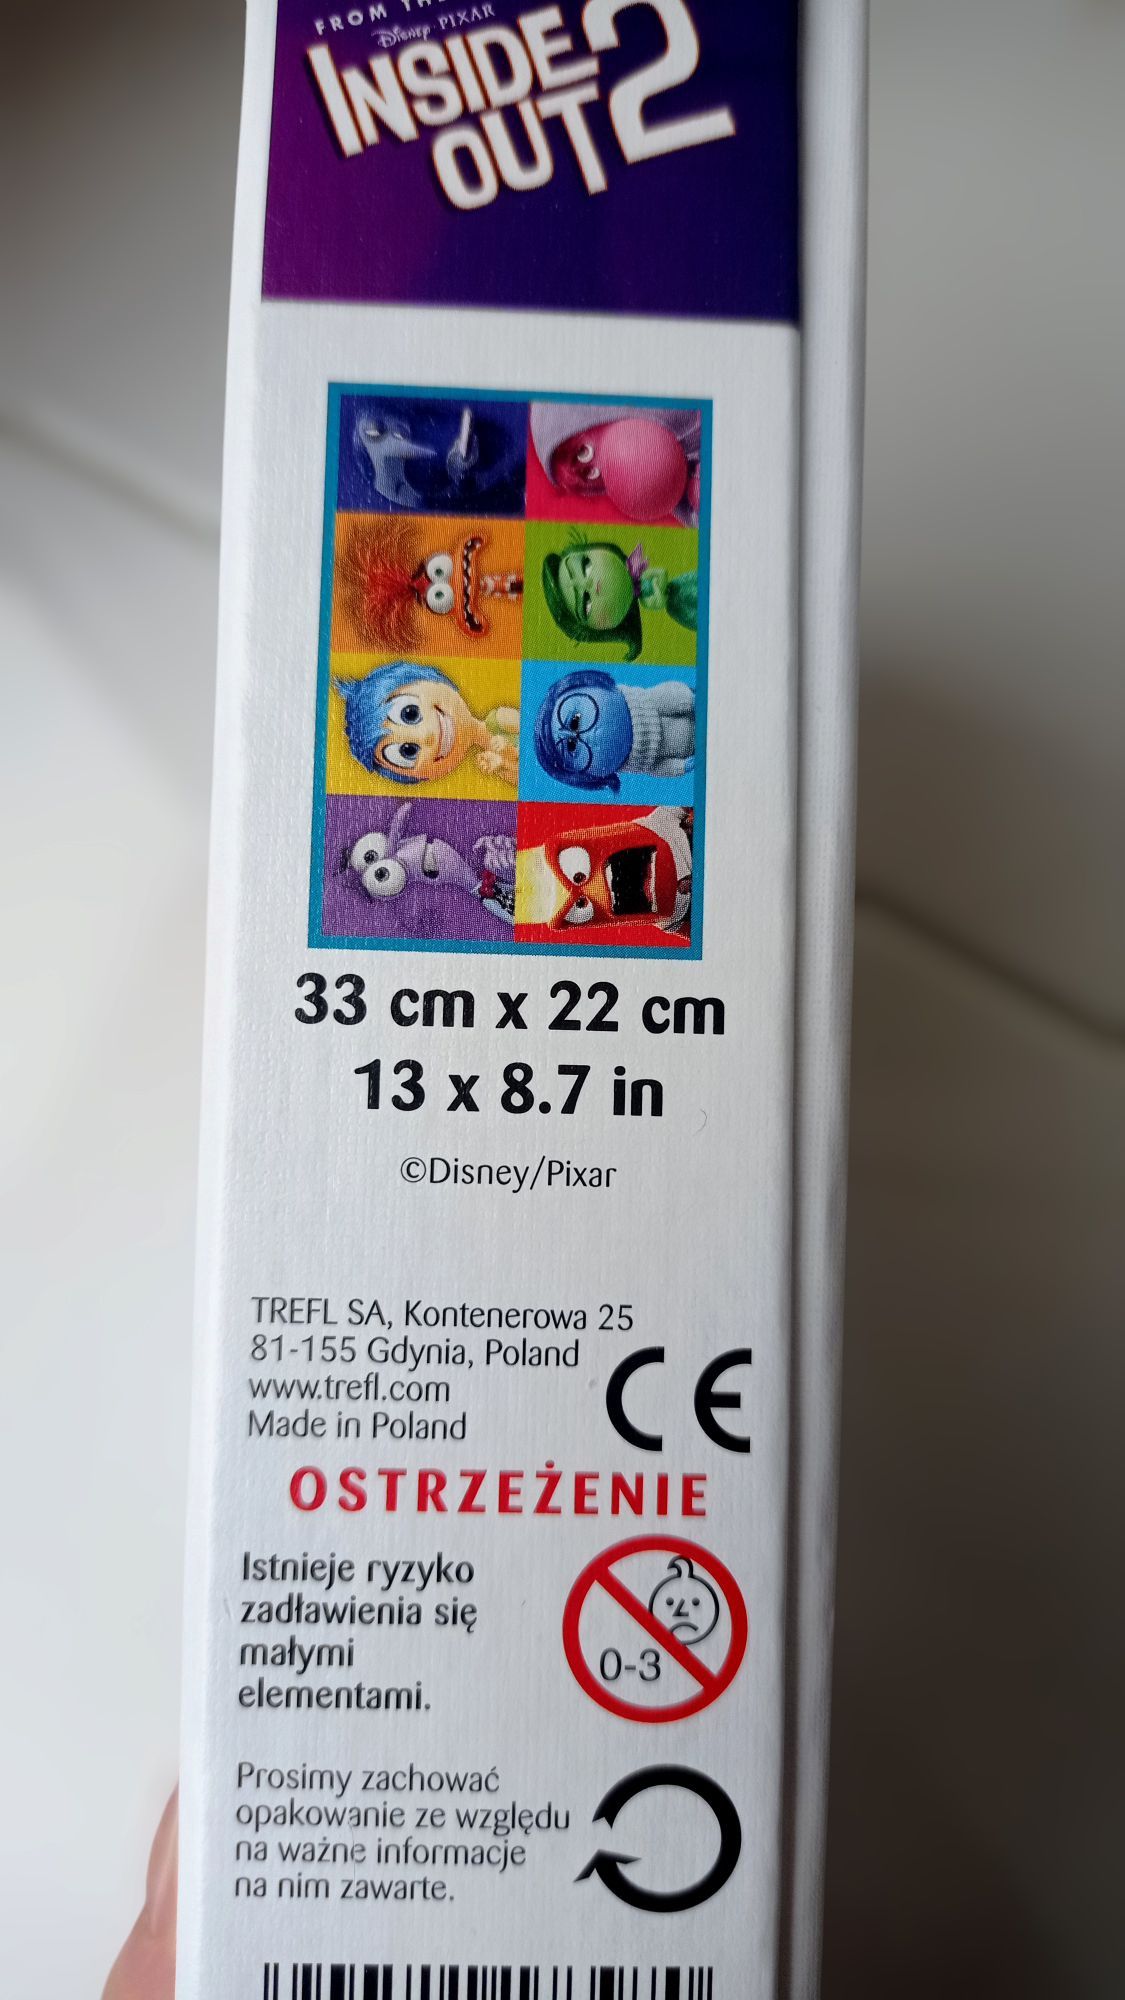 FROM THE
Disney PIXAR
INSIDE
OUT 2
33 cm x 22 cm
13 x 8.7 in
©Disney/Pixar
TREFL SA, Kontenerowa 25
81-155 Gdynia, Poland
www.trefl.com
Made in Poland
CE
OSTRZEŻENIE
Istnieje ryzyko
zadławienia się
małymi
elementami.
0-3
Prosimy zachować
opakowanie ze względu
na ważne informacje
na nim zawarte.